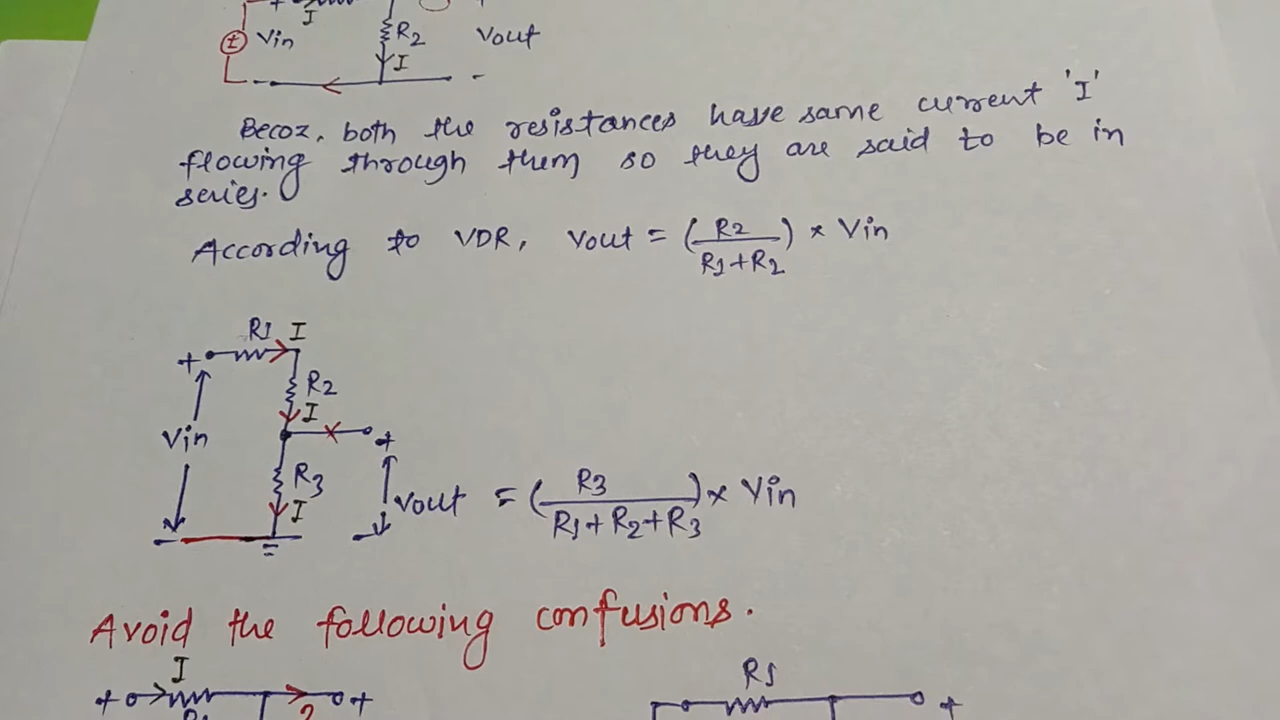 + I
± Vin R2 Vout
I -
Becoz, both the resistances have same current 'I'
flowing through them so they are said to be in
series.
According to VDR, Vout = (R2 / R1+R2) × Vin
R1 I
+
R2
I
Vin +
R3
I Vout = (R3 / R1+R2+R3) × Vin
- -
Avoid the following confusions.
I R1
+ + +
R1 ?